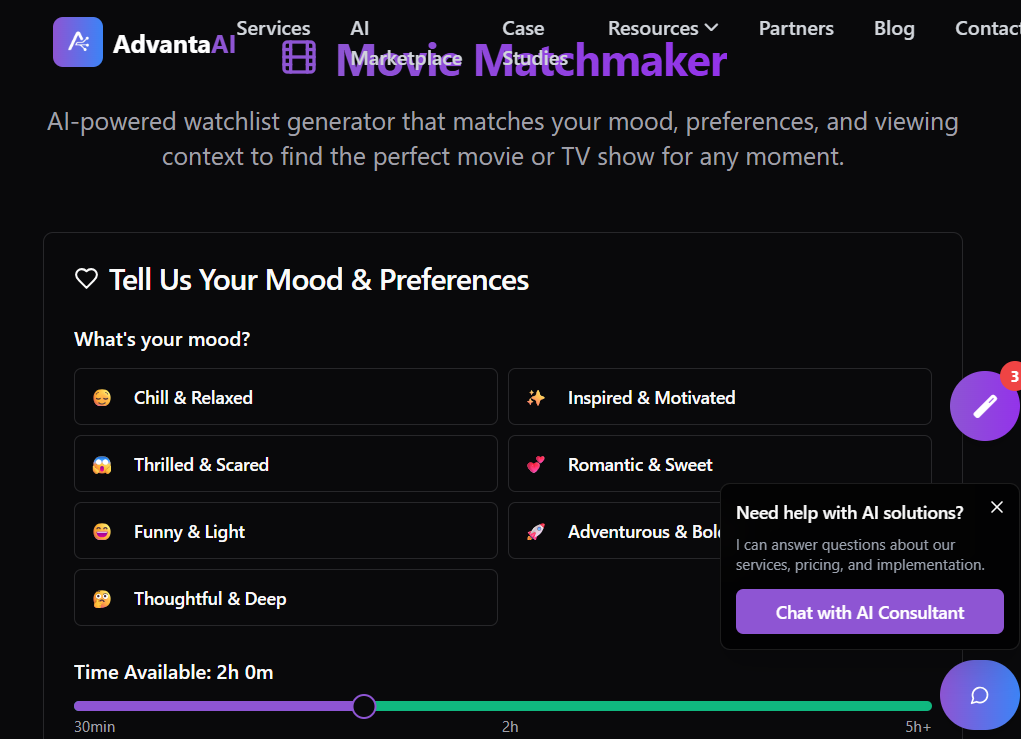 AdvantaAI
Services
AI
Marketplace
Case
Studies
Resources
Partners
Blog
Contact
Movie Matchmaker
AI-powered watchlist generator that matches your mood, preferences, and viewing
context to find the perfect movie or TV show for any moment.
Tell Us Your Mood & Preferences
What's your mood?
Chill & Relaxed
Inspired & Motivated
Thrilled & Scared
Romantic & Sweet
Funny & Light
Adventurous & Bold
Thoughtful & Deep
3
Need help with AI solutions?
I can answer questions about our
services, pricing, and implementation.
Chat with AI Consultant
Time Available: 2h 0m
30min
2h
5h+